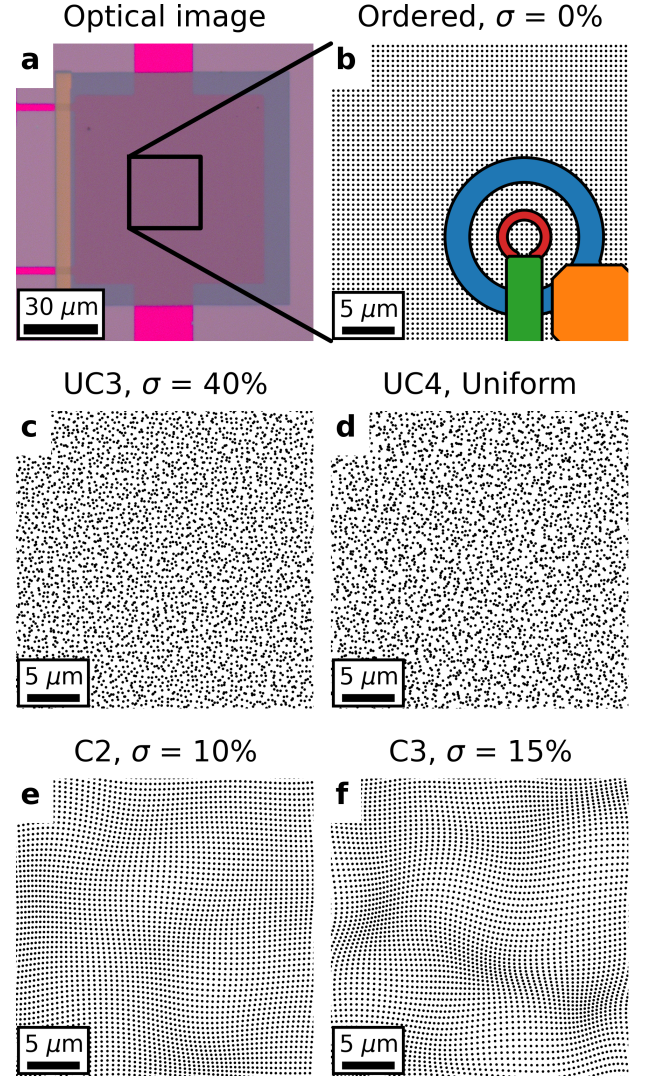 Optical image
Ordered, σ = 0%
a
b
30 μm
5 μm
UC3, σ = 40%
UC4, Uniform
c
d
5 μm
5 μm
C2, σ = 10%
C3, σ = 15%
e
f
5 μm
5 μm